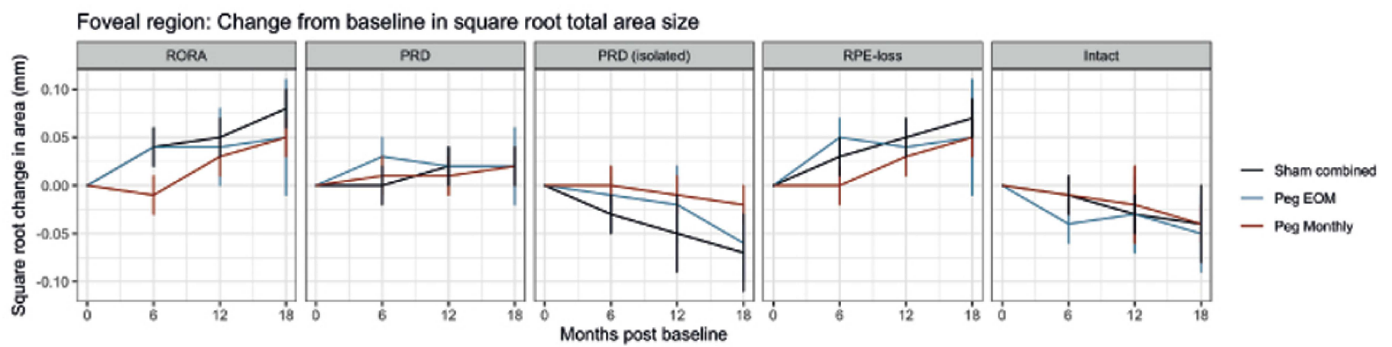 Foveal region: Change from baseline in square root total area size
RORA PRD PRD (isolated) RPE-loss Intact
Square root change in area (mm)
0.10
0.05
0.00
-0.05
-0.10
0 6 12 18 0 6 12 18 0 6 12 18 0 6 12 18 0 6 12 18
Months post baseline
Sham combined
Peg EOM
Peg Monthly